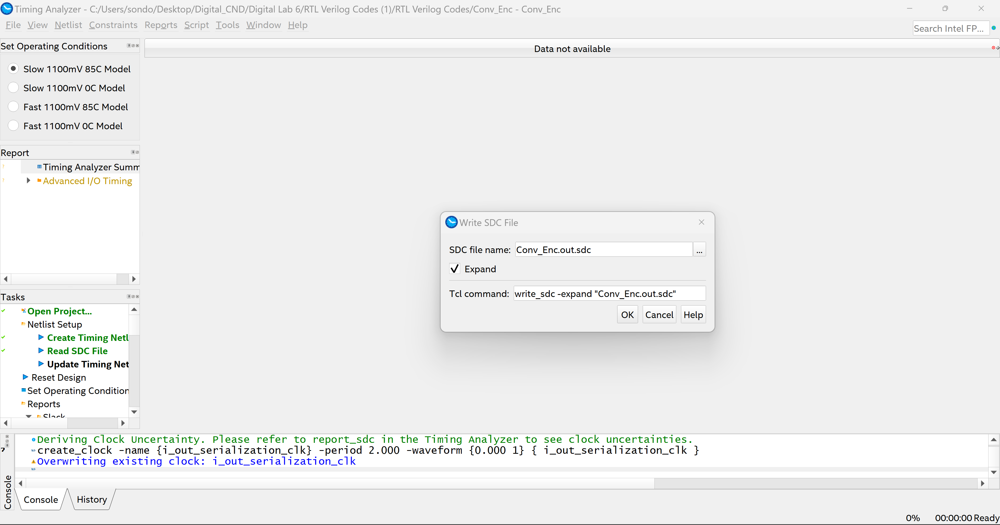 Timing Analyzer - C:/Users/sondo/Desktop/Digital_CND/Digital Lab 6/RTL Verilog Codes (1)/RTL Verilog Codes/Conv_Enc - Conv_Enc
File View Netlist Constraints Reports Script Tools Window Help
Search Intel FP...
Set Operating Conditions
Data not available
Slow 1100mV 85C Model
Slow 1100mV 0C Model
Fast 1100mV 85C Model
Fast 1100mV 0C Model
Report
Timing Analyzer Summ
Advanced I/O Timing
Write SDC File
SDC file name: Conv_Enc.out.sdc ...
Expand
Tcl command: write_sdc -expand "Conv_Enc.out.sdc"
OK Cancel Help
Tasks
Open Project...
Netlist Setup
Create Timing Netl
Read SDC File
Update Timing Net
Reset Design
Set Operating Condition
Reports
Slack
Deriving Clock Uncertainty. Please refer to report_sdc in the Timing Analyzer to see clock uncertainties.
tcl> create_clock -name {i_out_serialization_clk} -period 2.000 -waveform {0.000 1} { i_out_serialization_clk }
Overwriting existing clock: i_out_serialization_clk
tcl>
Console
Console History
0% 00:00:00 Ready